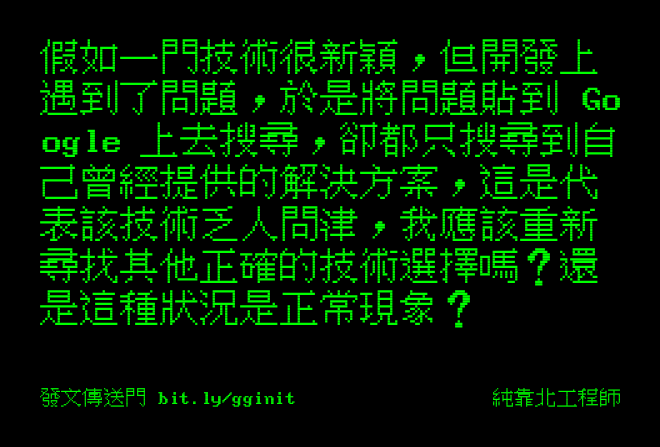 假如一門技術很新穎，但開發上
遇到了問題，於是將問題貼到 Go
ogle 上去搜尋，卻都只搜尋到自
己曾經提供的解決方案，這是代
表該技術乏人問津，我應該重新
尋找其他正確的技術選擇嗎？還
是這種狀況是正常現象？
發文傳送門 bit.ly/gginit
純靠北工程師